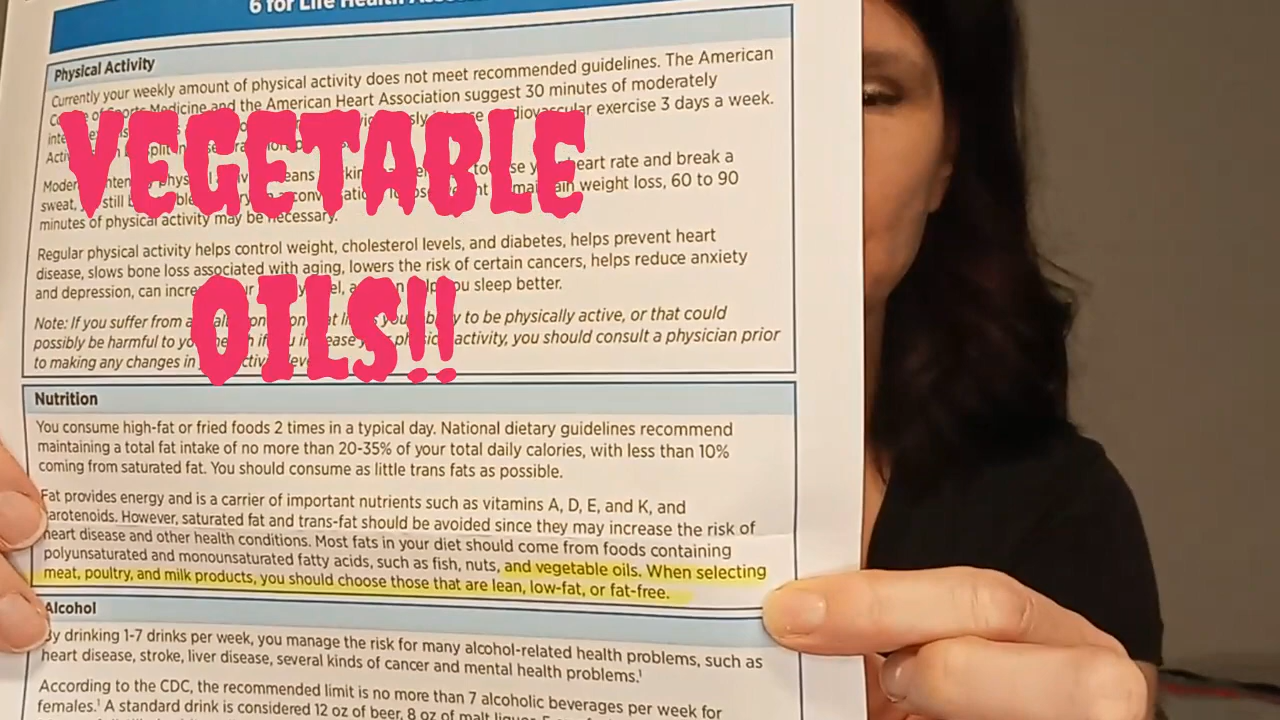 6 for Life Health
Physical Activity
Currently your weekly amount of physical activity does not meet recommended guidelines. The American
of Sports Medicine and the American Heart Association suggest 30 minutes of moderately
exercise 3 days a week.
VEGETABLE
heart rate and break a
sweat, still weight loss, 60 to 90
minutes of physical activity may be necessary.
Regular physical activity helps control weight, cholesterol levels, and diabetes, helps prevent heart
disease, slows bone loss associated with aging, lowers the risk of certain cancers, helps reduce anxiety
and depression, can you sleep better.
OILS!!
Note: If you suffer from a to be physically active, or that could
possibly be harmful to activity, you should consult a physician prior
to making any changes in
Nutrition
You consume high-fat or fried foods 2 times in a typical day. National dietary guidelines recommend
maintaining a total fat intake of no more than 20-35% of your total daily calories, with less than 10%
coming from saturated fat. You should consume as little trans fats as possible.
Fat provides energy and is a carrier of important nutrients such as vitamins A, D, E, and K, and
carotenoids. However, saturated fat and trans-fat should be avoided since they may increase the risk of
heart disease and other health conditions. Most fats in your diet should come from foods containing
polyunsaturated and monounsaturated fatty acids, such as fish, nuts, and vegetable oils. When selecting
meat, poultry, and milk products, you should choose those that are lean, low-fat, or fat-free.
Alcohol
By drinking 1-7 drinks per week, you manage the risk for many alcohol-related health problems, such as
heart disease, stroke, liver disease, several kinds of cancer and mental health problems.¹
According to the CDC, the recommended limit is no more than 7 alcoholic beverages per week for
females.¹ A standard drink is considered 12 oz of beer, 8 oz of malt